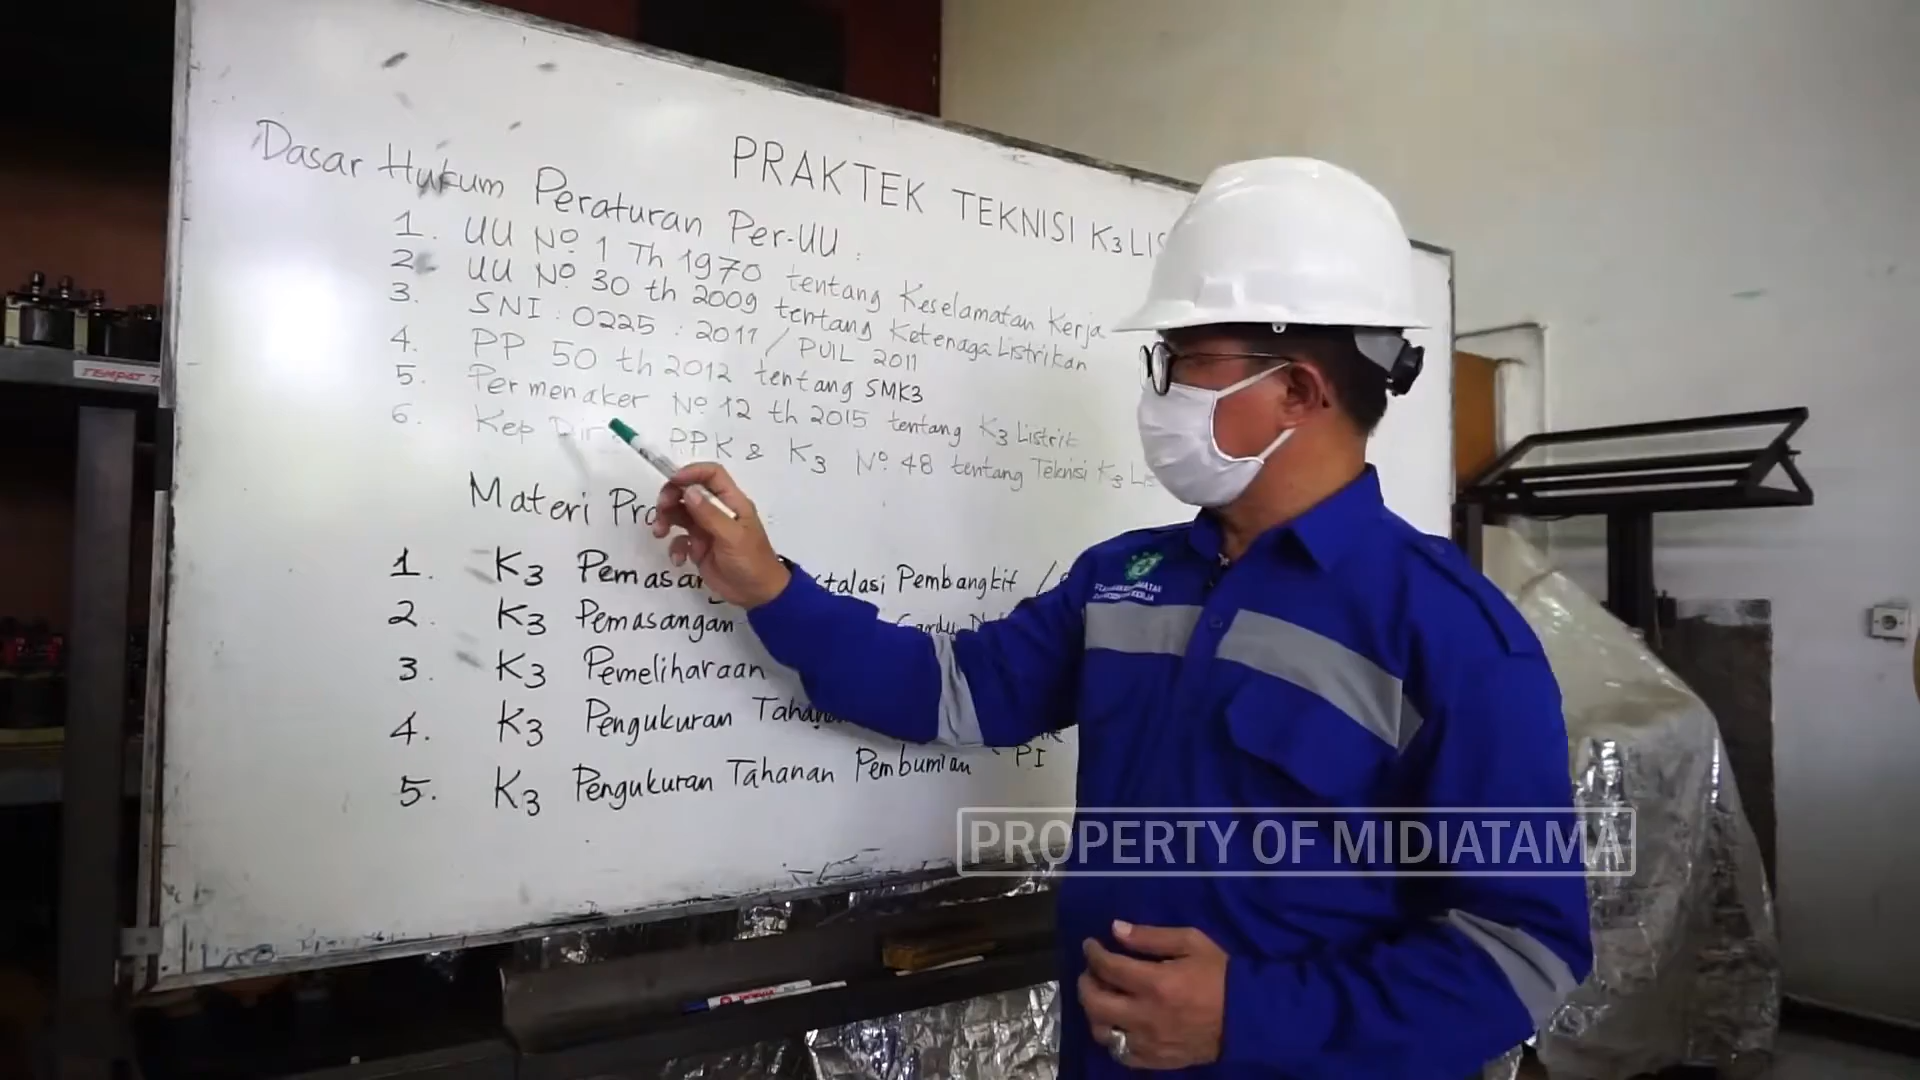 PRAKTEK TEKNISI K3 LIS
Dasar Hukum Peraturan Per-UU :
1. UU No 1 Th 1970 tentang Keselamatan Kerja
2. UU No 30 th 2009 tentang Ketenaga Listrikan
3. SNI : 0225 : 2011 / PUIL 2011
4. PP 50 th 2012 tentang SMK3
5. Permenaker No 12 th 2015 tentang K3 Listrik
6. Kep Dir PPK & K3 No 48 tentang Teknisi K3 Lis
Materi Pra
1. K3 Pemasang stalasi Pembangkit /
2. K3 Pemasangan Gardu
3. K3 Pemeliharaan
4. K3 Pengukuran Tahanan
5. K3 Pengukuran Tahanan Pembumian PI
TEMPAT
PROPERTY OF MIDIATAMA